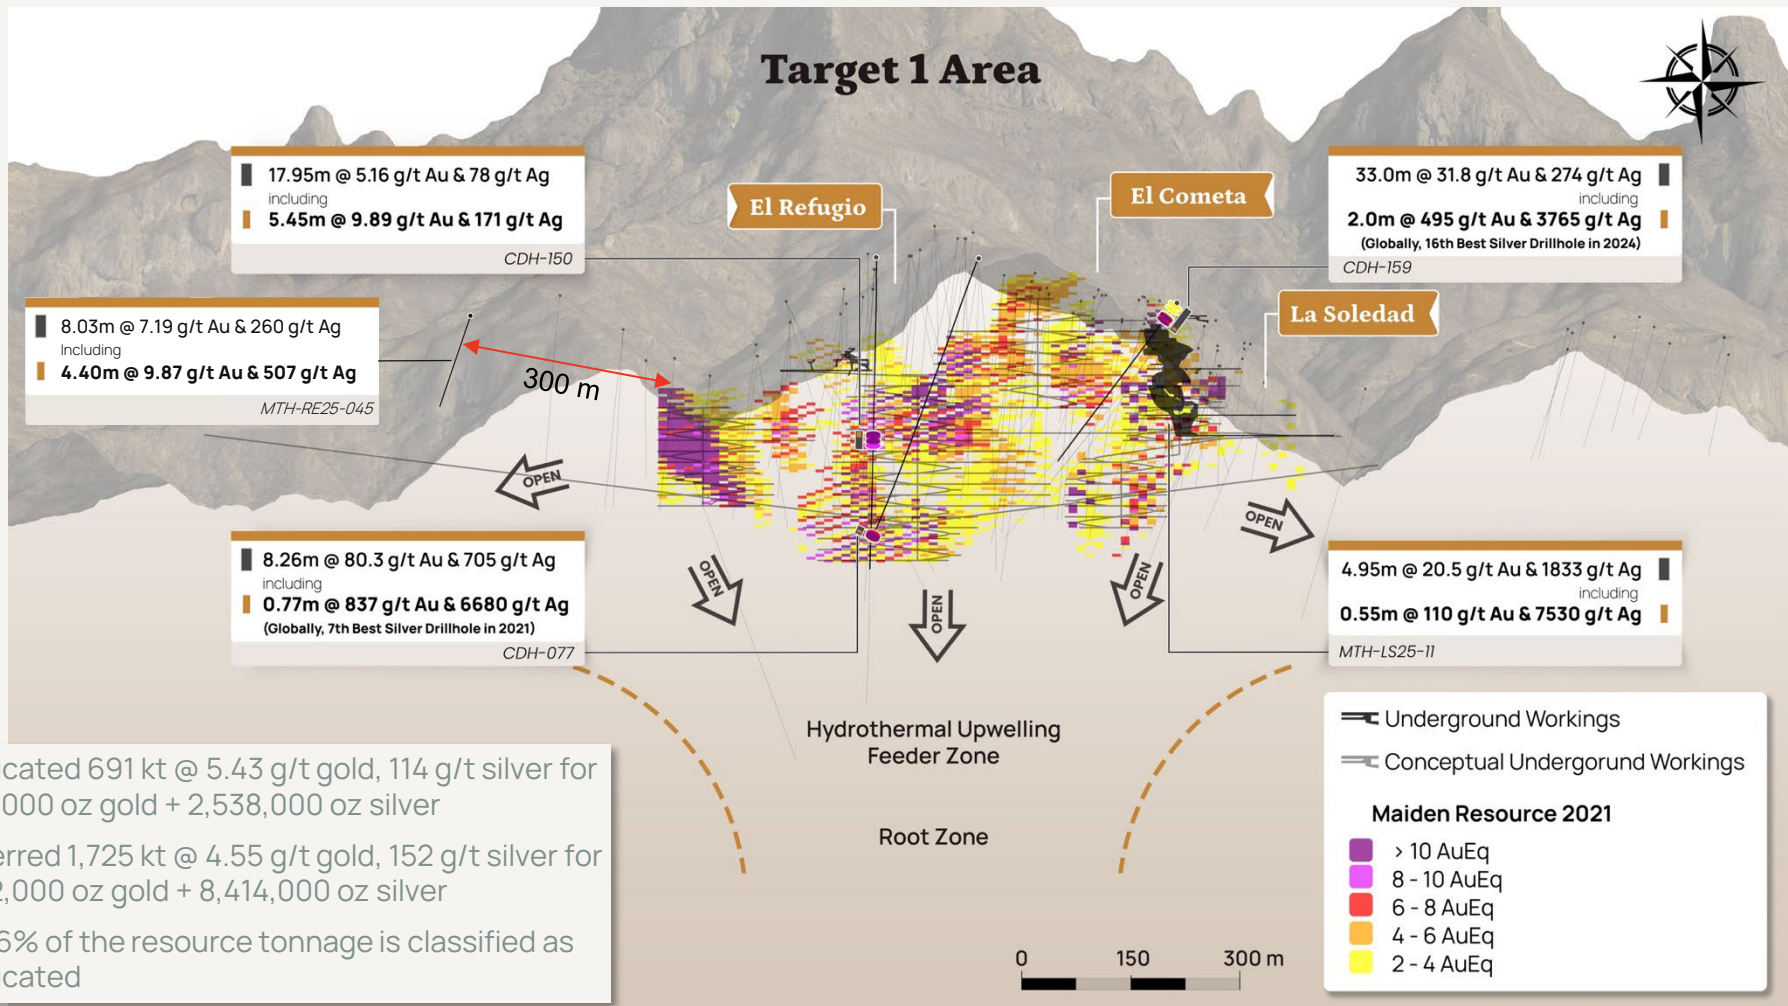 Target 1 Area
17.95m @ 5.16 g/t Au & 78 g/t Ag
including
5.45m @ 9.89 g/t Au & 171 g/t Ag
CDH-150
El Refugio
El Cometa
33.0m @ 31.8 g/t Au & 274 g/t Ag
including
2.0m @ 495 g/t Au & 3765 g/t Ag
(Globally, 16th Best Silver Drillhole in 2024)
CDH-159
La Soledad
8.03m @ 7.19 g/t Au & 260 g/t Ag
Including
4.40m @ 9.87 g/t Au & 507 g/t Ag
MTH-RE25-045
300 m
OPEN
OPEN
OPEN
OPEN
OPEN
8.26m @ 80.3 g/t Au & 705 g/t Ag
including
0.77m @ 837 g/t Au & 6680 g/t Ag
(Globally, 7th Best Silver Drillhole in 2021)
CDH-077
4.95m @ 20.5 g/t Au & 1833 g/t Ag
including
0.55m @ 110 g/t Au & 7530 g/t Ag
MTH-LS25-11
Hydrothermal Upwelling
Feeder Zone
Root Zone
icated 691 kt @ 5.43 g/t gold, 114 g/t silver for
,000 oz gold + 2,538,000 oz silver
erred 1,725 kt @ 4.55 g/t gold, 152 g/t silver for
2,000 oz gold + 8,414,000 oz silver
6% of the resource tonnage is classified as
icated
0 150 300 m
Underground Workings
Conceptual Undergorund Workings
Maiden Resource 2021
> 10 AuEq
8 - 10 AuEq
6 - 8 AuEq
4 - 6 AuEq
2 - 4 AuEq